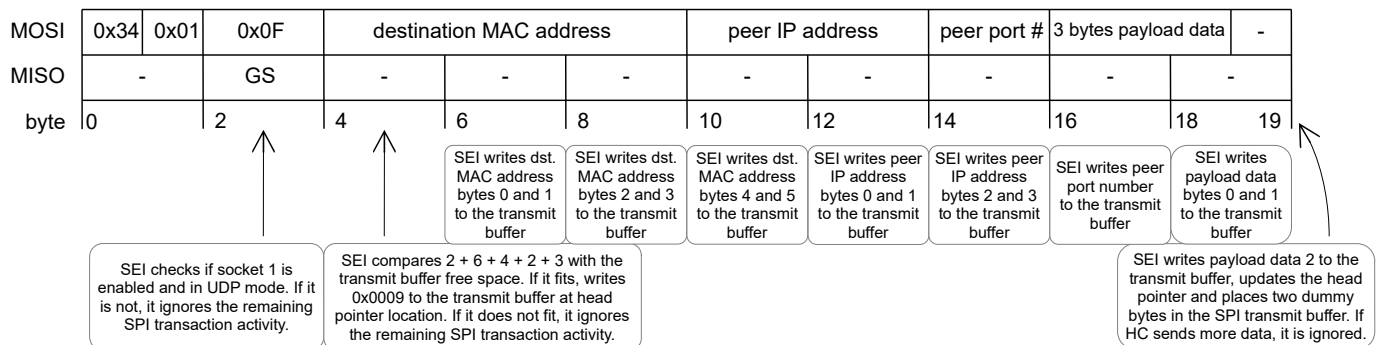 MOSI 0x34 0x01 0x0F destination MAC address peer IP address peer port # 3 bytes payload data -
MISO - GS - - - - - - - -
byte 0 2 4 6 8 10 12 14 16 18 19
SEI writes dst.
MAC address
bytes 0 and 1
to the transmit
buffer
SEI writes dst.
MAC address
bytes 2 and 3
to the transmit
buffer
SEI writes dst.
MAC address
bytes 4 and 5
to the transmit
buffer
SEI writes peer
IP address
bytes 0 and 1
to the transmit
buffer
SEI writes peer
IP address
bytes 2 and 3
to the transmit
buffer
SEI writes peer
port number
to the transmit
buffer
SEI writes
payload data
bytes 0 and 1
to the transmit
buffer
SEI checks if socket 1 is
enabled and in UDP mode. If it
is not, it ignores the remaining
SPI transaction activity.
SEI compares 2 + 6 + 4 + 2 + 3 with the
transmit buffer free space. If it fits, writes
0x0009 to the transmit buffer at head
pointer location. If it does not fit, it ignores
the remaining SPI transaction activity.
SEI writes payload data 2 to the
transmit buffer, updates the head
pointer and places two dummy
bytes in the SPI transmit buffer. If
HC sends more data, it is ignored.